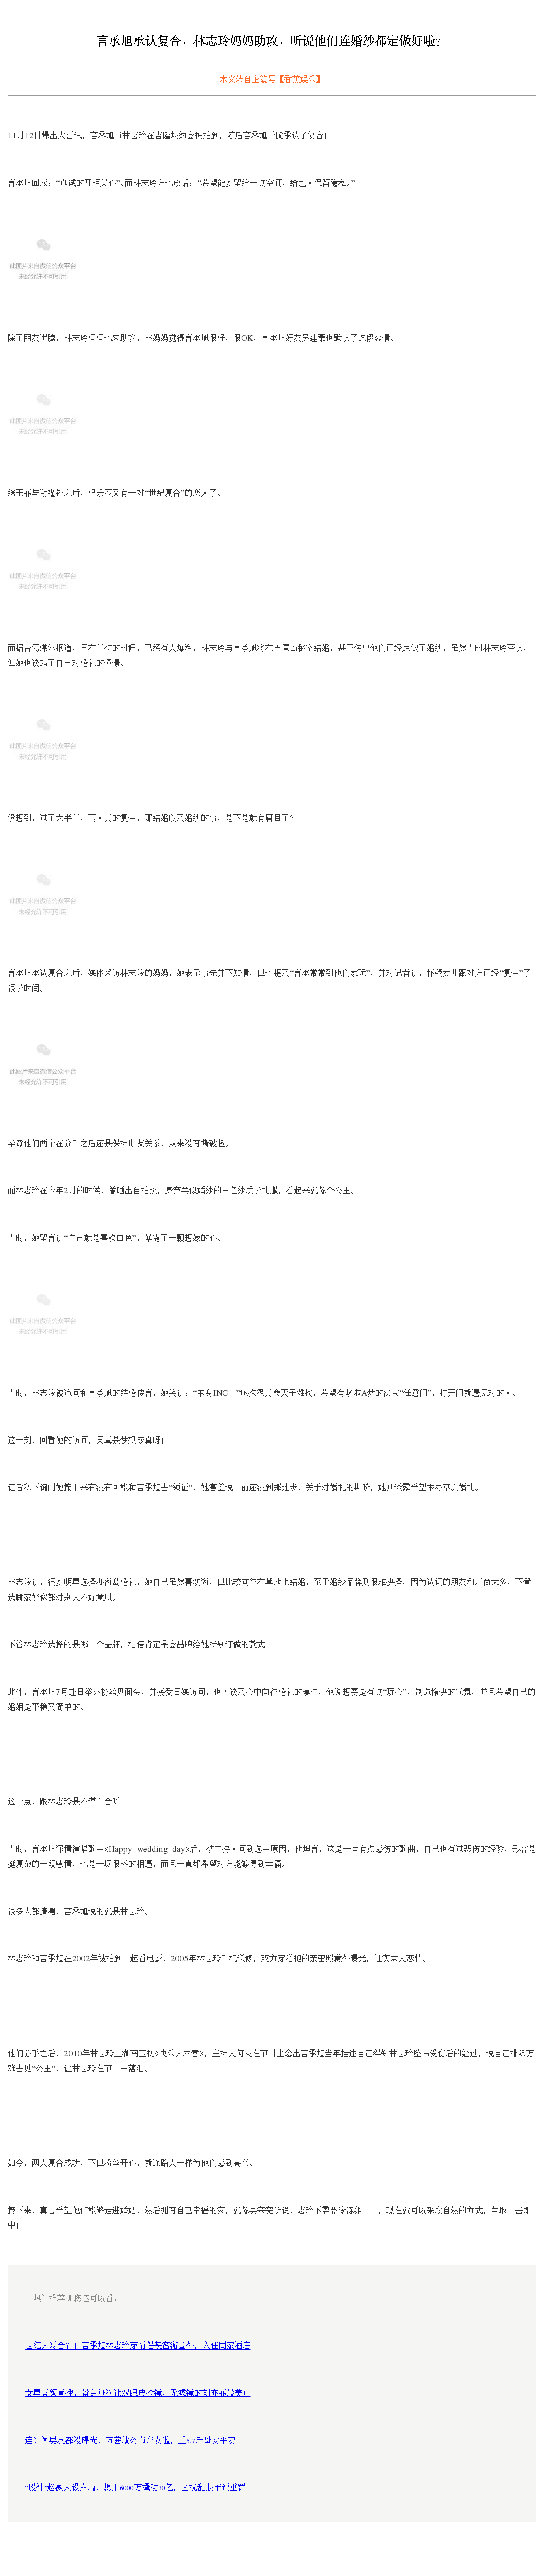 言承旭承认复合，林志玲妈妈助攻，听说他们连婚纱都定做好啦？
本文转自企鹅号【香蕉娱乐】
11月12日爆出大喜讯，言承旭与林志玲在吉隆坡约会被拍到，随后言承旭干脆承认了复合！
言承旭回应：“真诚的互相关心”。而林志玲方也放话：“希望能多留给一点空间，给艺人保留隐私。”
此图片来自微信公众平台
未经允许不可引用
除了网友沸腾，林志玲妈妈也来助攻，林妈妈觉得言承旭很好，很OK，言承旭好友吴建豪也默认了这段恋情。
此图片来自微信公众平台
未经允许不可引用
继王菲与谢霆锋之后，娱乐圈又有一对“世纪复合”的恋人了。
此图片来自微信公众平台
未经允许不可引用
而据台湾媒体报道，早在年初的时候，已经有人爆料，林志玲与言承旭将在巴厘岛秘密结婚，甚至传出他们已经定做了婚纱，虽然当时林志玲否认，
但她也谈起了自己对婚礼的憧憬。
此图片来自微信公众平台
未经允许不可引用
没想到，过了大半年，两人真的复合，那结婚以及婚纱的事，是不是就有眉目了？
此图片来自微信公众平台
未经允许不可引用
言承旭承认复合之后，媒体采访林志玲的妈妈，她表示事先并不知情，但也提及“言承常常到他们家玩”，并对记者说，怀疑女儿跟对方已经“复合”了
很长时间。
此图片来自微信公众平台
未经允许不可引用
毕竟他们两个在分手之后还是保持朋友关系，从来没有撕破脸。
而林志玲在今年2月的时候，曾晒出自拍照，身穿类似婚纱的白色纱质长礼服，看起来就像个公主。
当时，她留言说“自己就是喜欢白色”，暴露了一颗想嫁的心。
此图片来自微信公众平台
未经允许不可引用
当时，林志玲被追问和言承旭的结婚传言，她笑说，“单身ING！”还抱怨真命天子难找，希望有哆啦A梦的法宝“任意门”，打开门就遇见对的人。
这一刻，回看她的访问，果真是梦想成真呀！
记者私下询问她接下来有没有可能和言承旭去“领证”，她害羞说目前还没到那地步，关于对婚礼的期盼，她则透露希望举办草原婚礼。
林志玲说，很多明星选择办海岛婚礼，她自己虽然喜欢海，但比较向往在草地上结婚，至于婚纱品牌则很难抉择，因为认识的朋友和厂商太多，不管
选哪家好像都对别人不好意思。
不管林志玲选择的是哪一个品牌，相信肯定是会品牌给她特别订做的款式！
此外，言承旭7月赴日举办粉丝见面会，并接受日媒访问，也曾谈及心中向往婚礼的模样，他说想要是有点“玩心”，制造愉快的气氛，并且希望自己的
婚姻是平稳又简单的。
这一点，跟林志玲是不谋而合呀！
当时，言承旭深情演唱歌曲《Happy wedding day》后，被主持人问到选曲原因，他坦言，这是一首有点感伤的歌曲，自己也有过悲伤的经验，形容是
挺复杂的一段感情，也是一场很棒的相遇，而且一直都希望对方能够得到幸福。
很多人都猜测，言承旭说的就是林志玲。
林志玲和言承旭在2002年被拍到一起看电影，2005年林志玲手机送修，双方穿浴袍的亲密照意外曝光，证实两人恋情。
他们分手之后，2010年林志玲上湖南卫视《快乐大本营》，主持人何炅在节目上念出言承旭当年描述自己得知林志玲坠马受伤后的经过，说自己排除万
难去见“公主”，让林志玲在节目中落泪。
如今，两人复合成功，不但粉丝开心，就连路人一样为他们感到高兴。
接下来，真心希望他们能够走进婚姻，然后拥有自己幸福的家，就像吴宗宪所说，志玲不需要冷冻卵子了，现在就可以采取自然的方式，争取一击即
中！
『 热门推荐 』您还可以看：
世纪大复合？！言承旭林志玲穿情侣装密游国外，入住同家酒店
女星素颜直播，景甜每次让双眼皮抢镜，无滤镜的刘亦菲最美！
连绯闻男友都没曝光，万茜就公布产女啦，重5.7斤母女平安
“股神”赵薇人设崩塌，想用6000万撬动30亿，因扰乱股市遭重罚